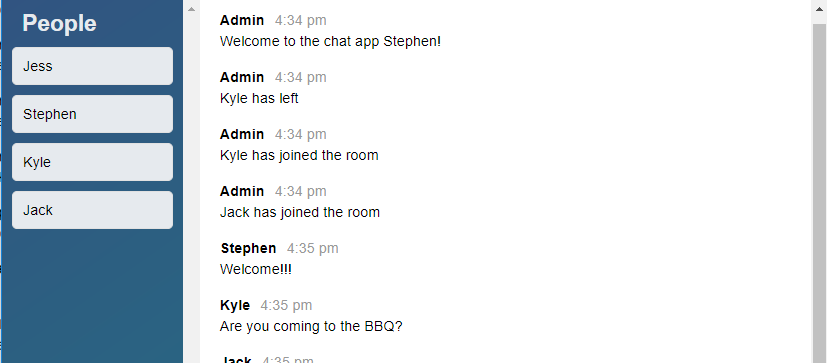 People
Jess
Stephen
Kyle
Jack
Admin 4:34 pm
Welcome to the chat app Stephen!
Admin 4:34 pm
Kyle has left
Admin 4:34 pm
Kyle has joined the room
Admin 4:34 pm
Jack has joined the room
Stephen 4:35 pm
Welcome!!!
Kyle 4:35 pm
Are you coming to the BBQ?
Jack 4:35 pm